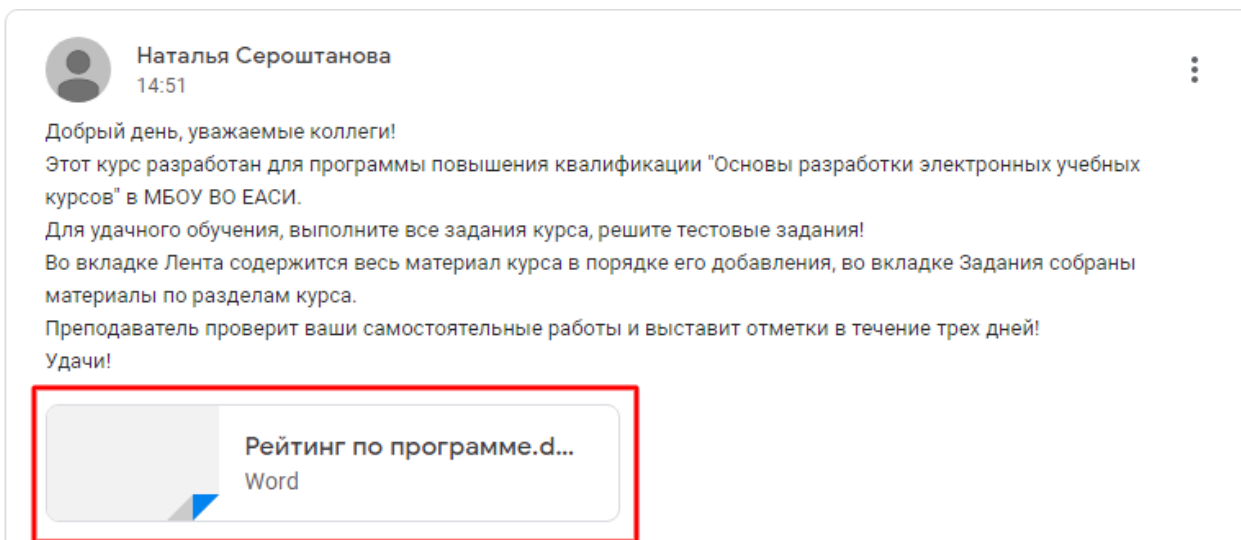 Наталья Сероштанова
14:51
Добрый день, уважаемые коллеги!
Этот курс разработан для программы повышения квалификации "Основы разработки электронных учебных
курсов" в МБОУ ВО ЕАСИ.
Для удачного обучения, выполните все задания курса, решите тестовые задания!
Во вкладке Лента содержится весь материал курса в порядке его добавления, во вкладке Задания собраны
материалы по разделам курса.
Преподаватель проверит ваши самостоятельные работы и выставит отметки в течение трех дней!
Удачи!
Рейтинг по программе.d...
Word